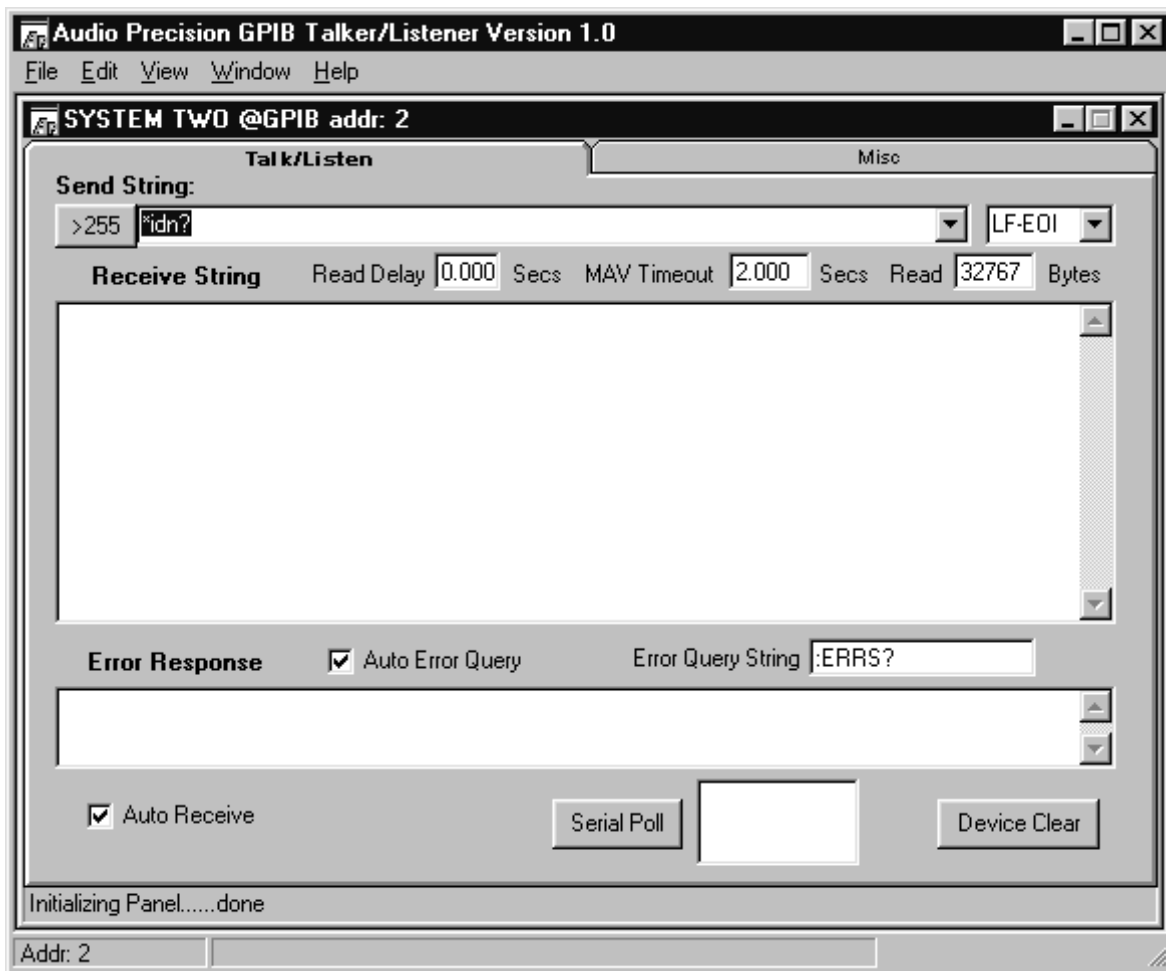 Audio Precision GPIB Talker/Listener Version 1.0
File Edit View Window Help
SYSTEM TWO @GPIB addr: 2
Talk/Listen Misc
Send String:
>255 *idn? LF-EOI
Receive String Read Delay 0.000 Secs MAV Timeout 2.000 Secs Read 32767 Bytes
Error Response Auto Error Query Error Query String :ERRS?
Auto Receive Serial Poll Device Clear
Initializing Panel......done
Addr: 2